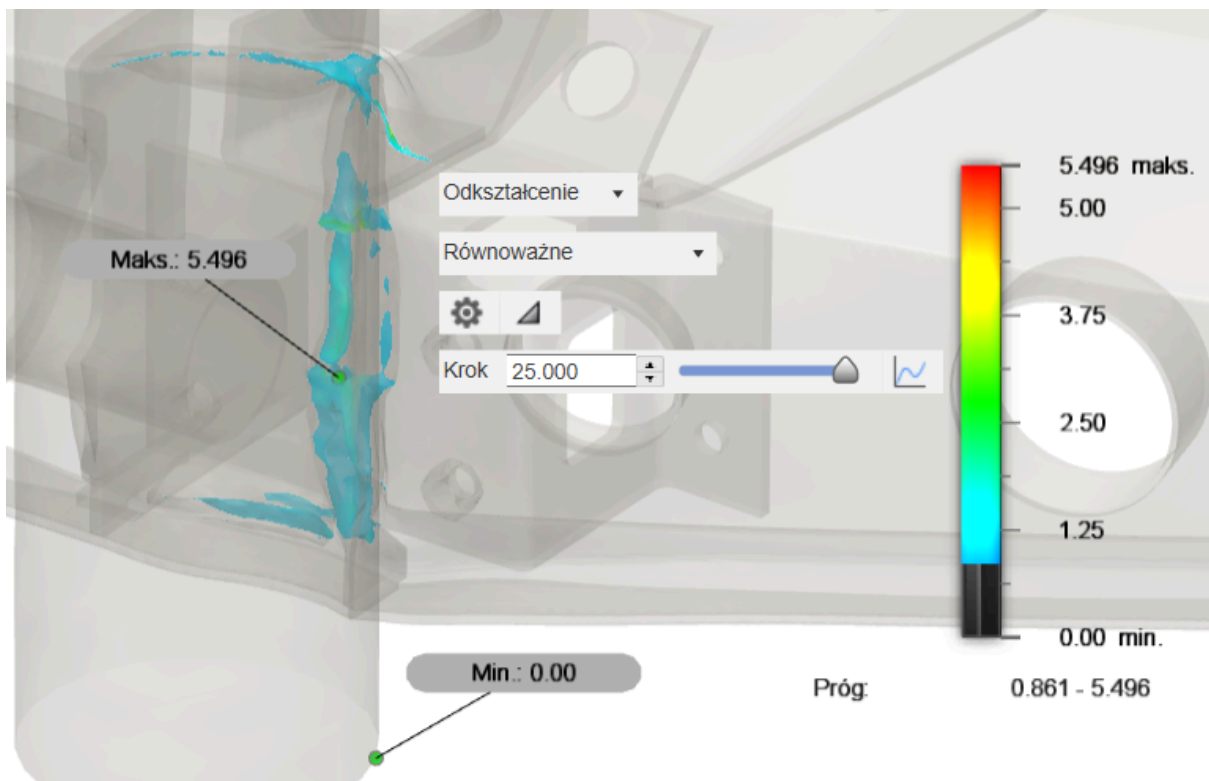 Odkształcenie
Równoważne
Krok 25.000
Maks.: 5.496
Min.: 0.00
5.496 maks.
5.00
3.75
2.50
1.25
0.00 min.
Próg: 0.861 - 5.496